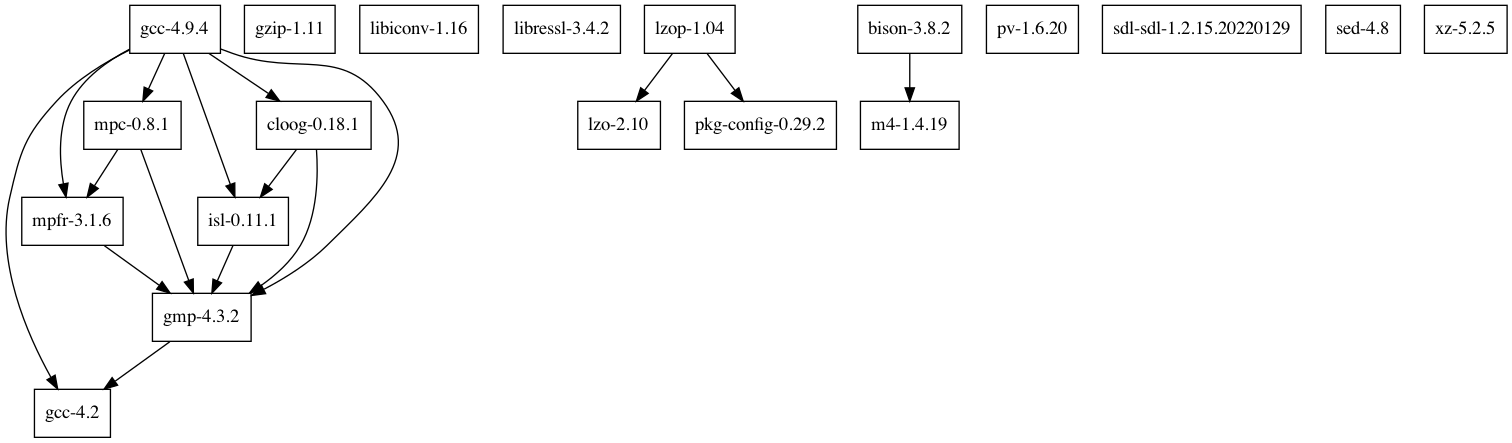 gcc-4.9.4
gzip-1.11
libiconv-1.16
libressl-3.4.2
lzop-1.04
bison-3.8.2
pv-1.6.20
sdl-sdl-1.2.15.20220129
sed-4.8
xz-5.2.5
mpc-0.8.1
cloog-0.18.1
lzo-2.10
pkg-config-0.29.2
m4-1.4.19
mpfr-3.1.6
isl-0.11.1
gmp-4.3.2
gcc-4.2